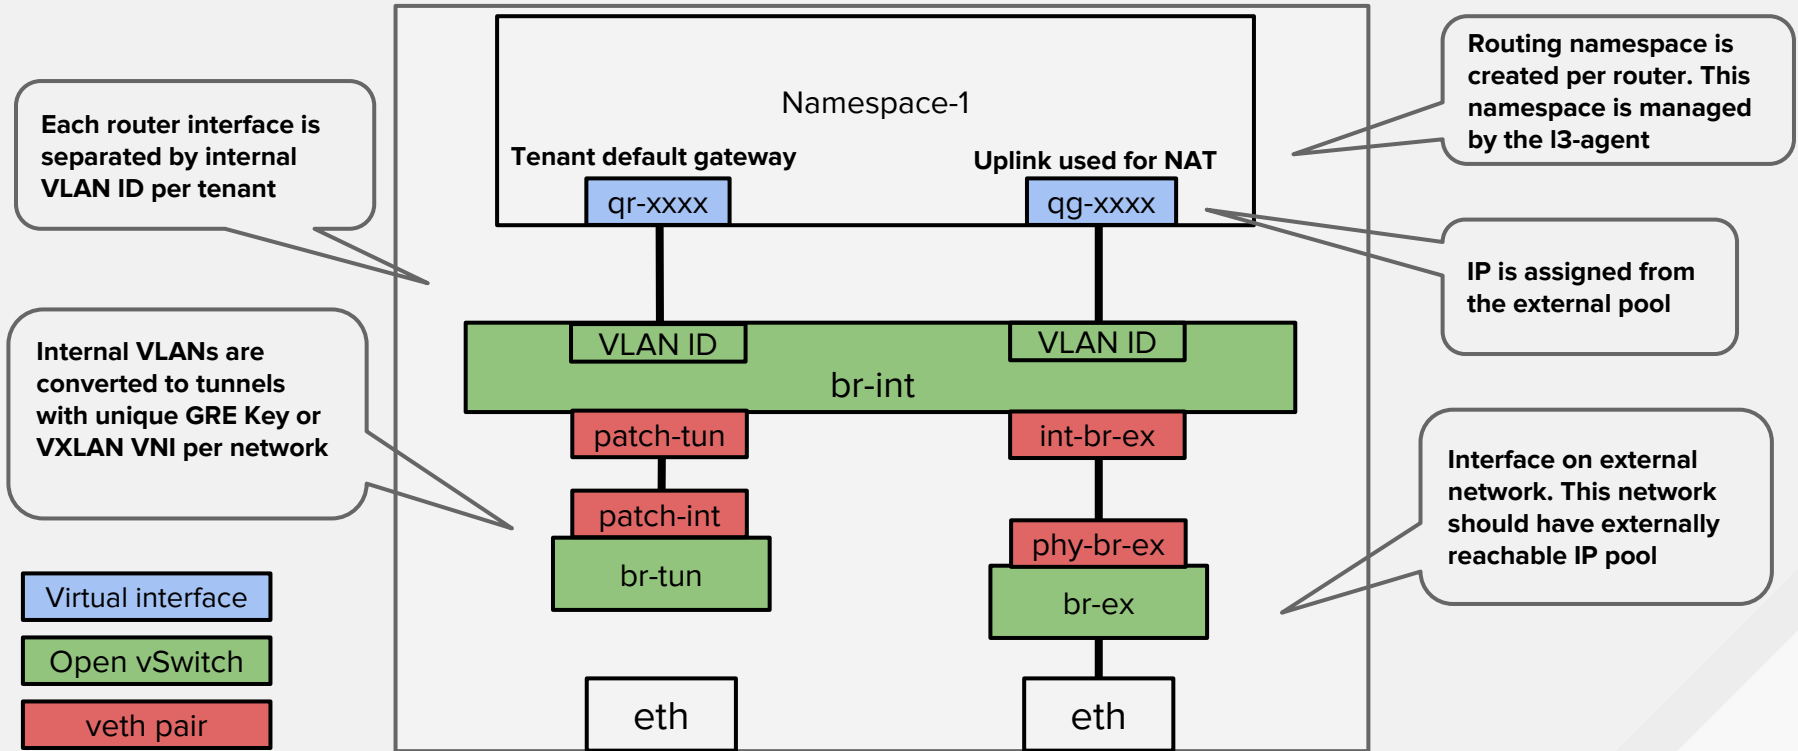 Each router interface is
separated by internal
VLAN ID per tenant
Internal VLANs are
converted to tunnels
with unique GRE Key or
VXLAN VNI per network
Virtual interface
Open vSwitch
veth pair
Namespace-1
Tenant default gateway
Uplink used for NAT
qr-xxxx
qg-xxxx
VLAN ID
VLAN ID
br-int
patch-tun
int-br-ex
patch-int
phy-br-ex
br-tun
br-ex
eth
eth
Routing namespace is
created per router. This
namespace is managed
by the l3-agent
IP is assigned from
the external pool
Interface on external
network. This network
should have externally
reachable IP pool